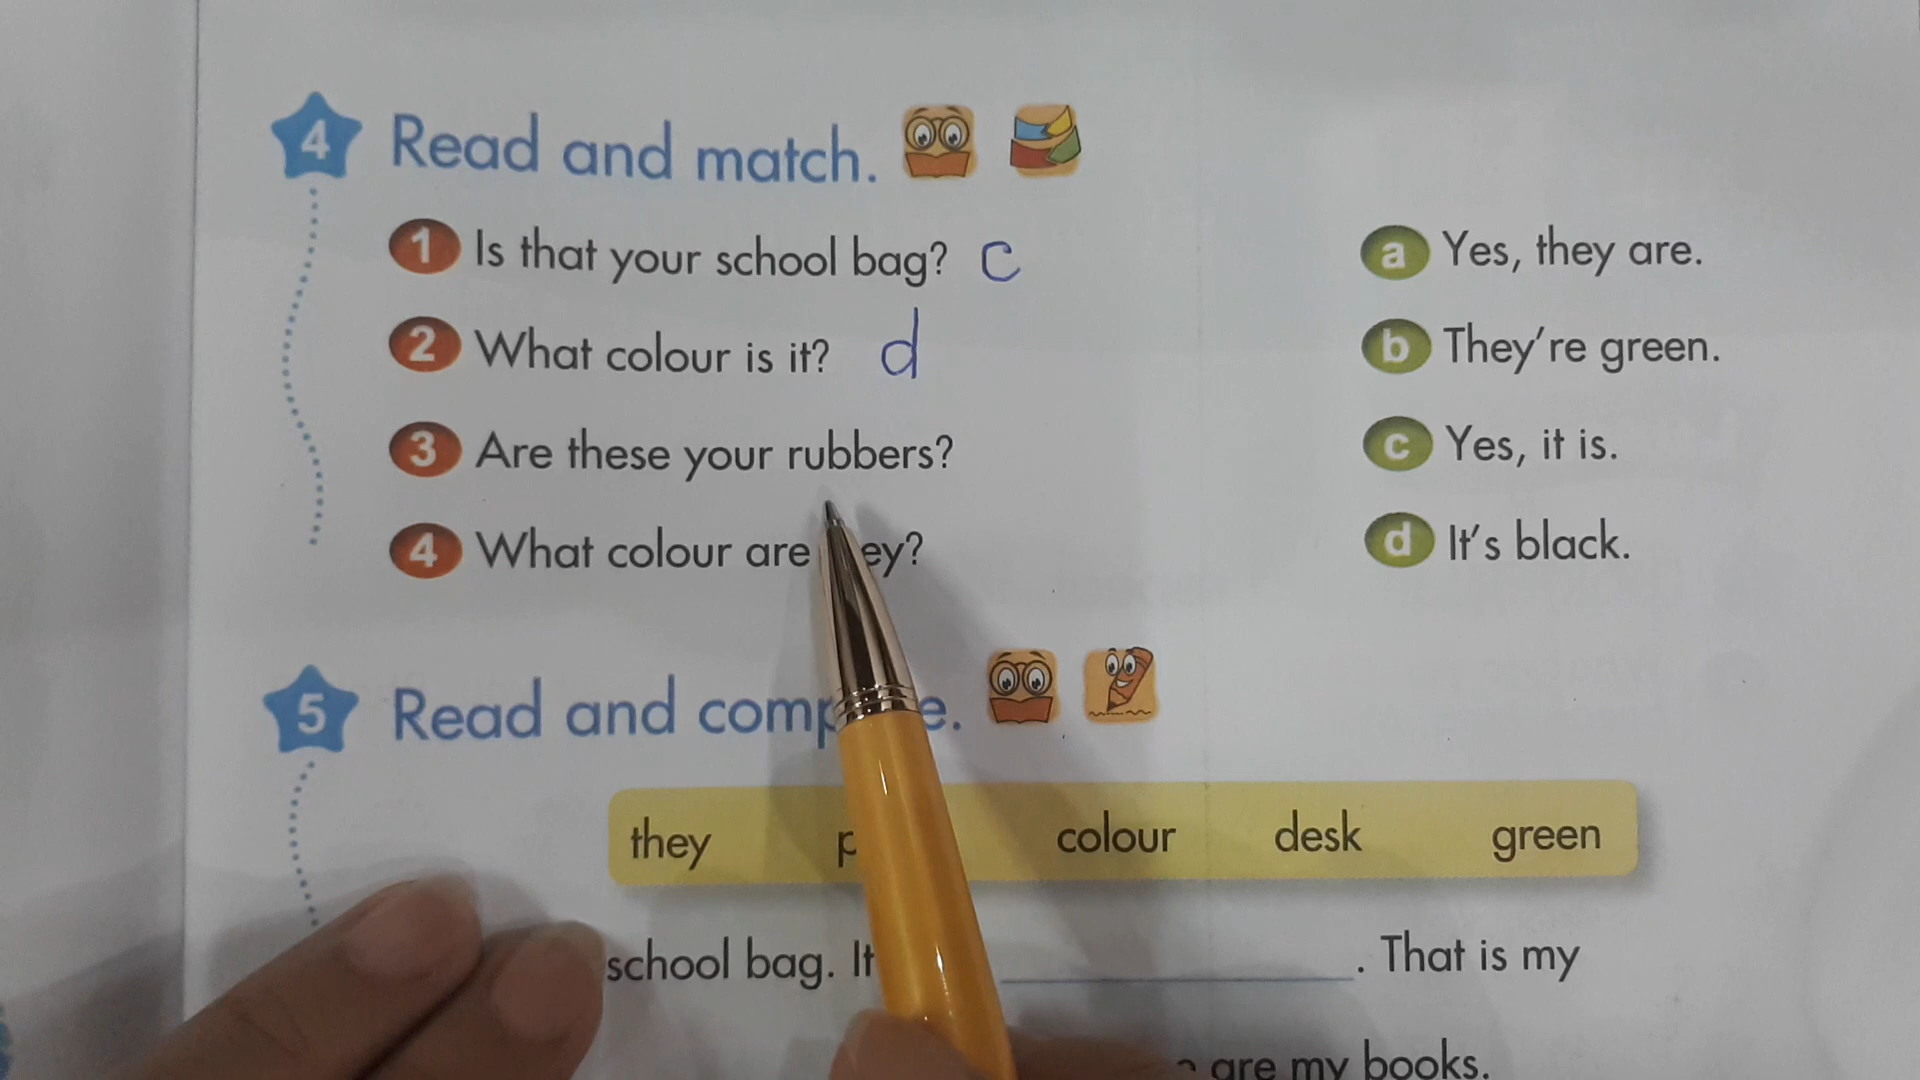 4 Read and match.
1 Is that your school bag? c
a Yes, they are.
2 What colour is it? d
b They're green.
3 Are these your rubbers?
c Yes, it is.
4 What colour are ey?
d It's black.
5 Read and comp e.
they p colour desk green
school bag. It . That is my
are my books.